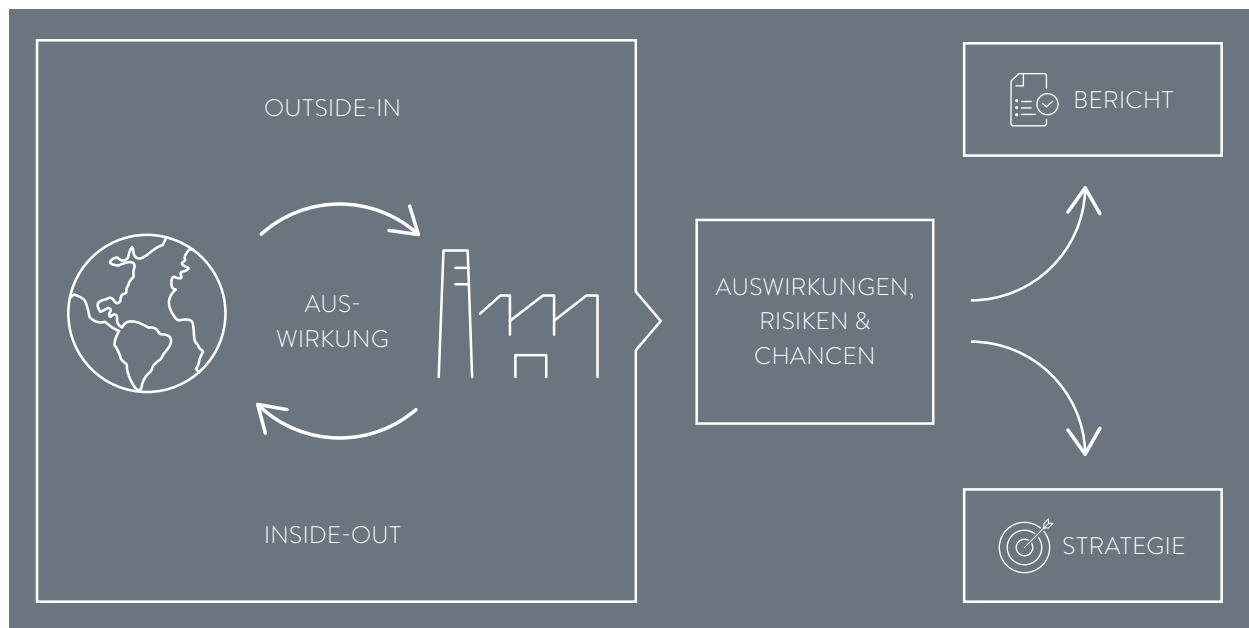 OUTSIDE-IN
AUS-
WIRKUNG
INSIDE-OUT
AUSWIRKUNGEN,
RISIKEN &
CHANCEN
BERICHT
STRATEGIE